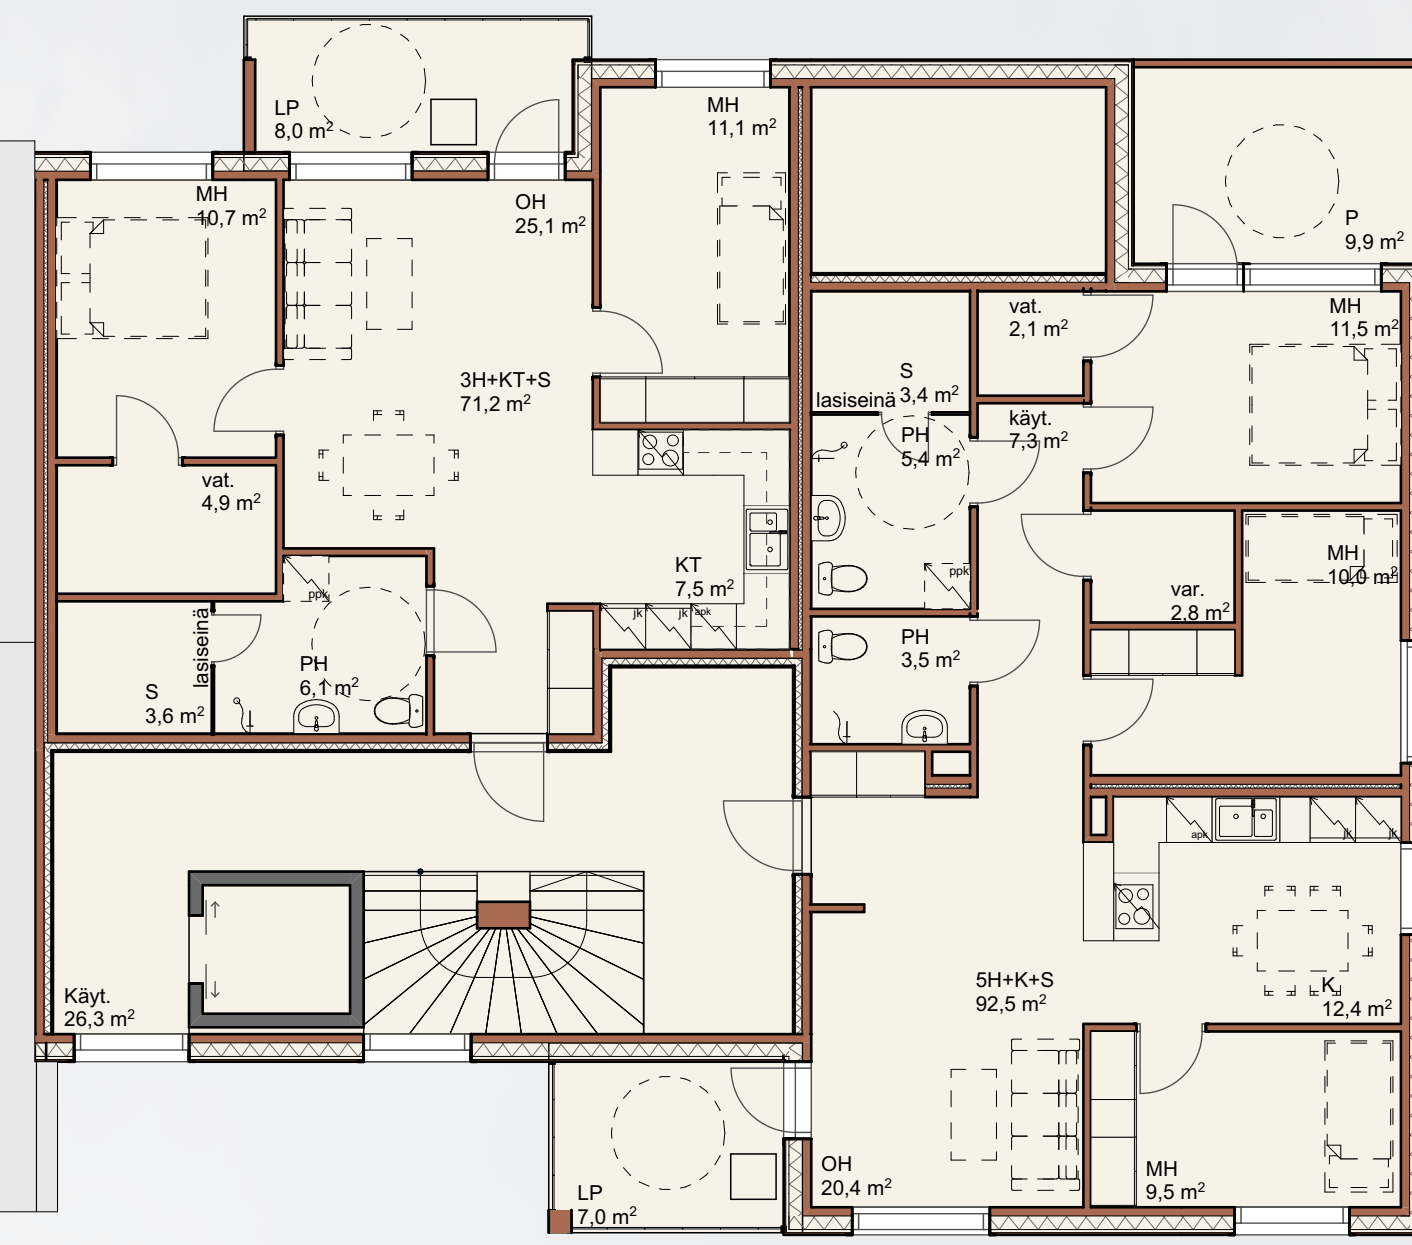 LP
8,0 m²
MH
11,1 m²
MH
10,7 m²
OH
25,1 m²
P
9,9 m²
3H+KT+S
71,2 m²
vat.
2,1 m²
MH
11,5 m²
S
3,4 m²
lasiseinä
käyt.
7,3 m²
PH
5,4 m²
vat.
4,9 m²
KT
7,5 m²
ppk
jk
jk
apk
ppk
MH
10,0 m²
var.
2,8 m²
lasiseinä
PH
6,1 m²
S
3,6 m²
PH
3,5 m²
apk
jk
jk
Käyt.
26,3 m²
5H+K+S
92,5 m²
K
12,4 m²
LP
7,0 m²
OH
20,4 m²
MH
9,5 m²